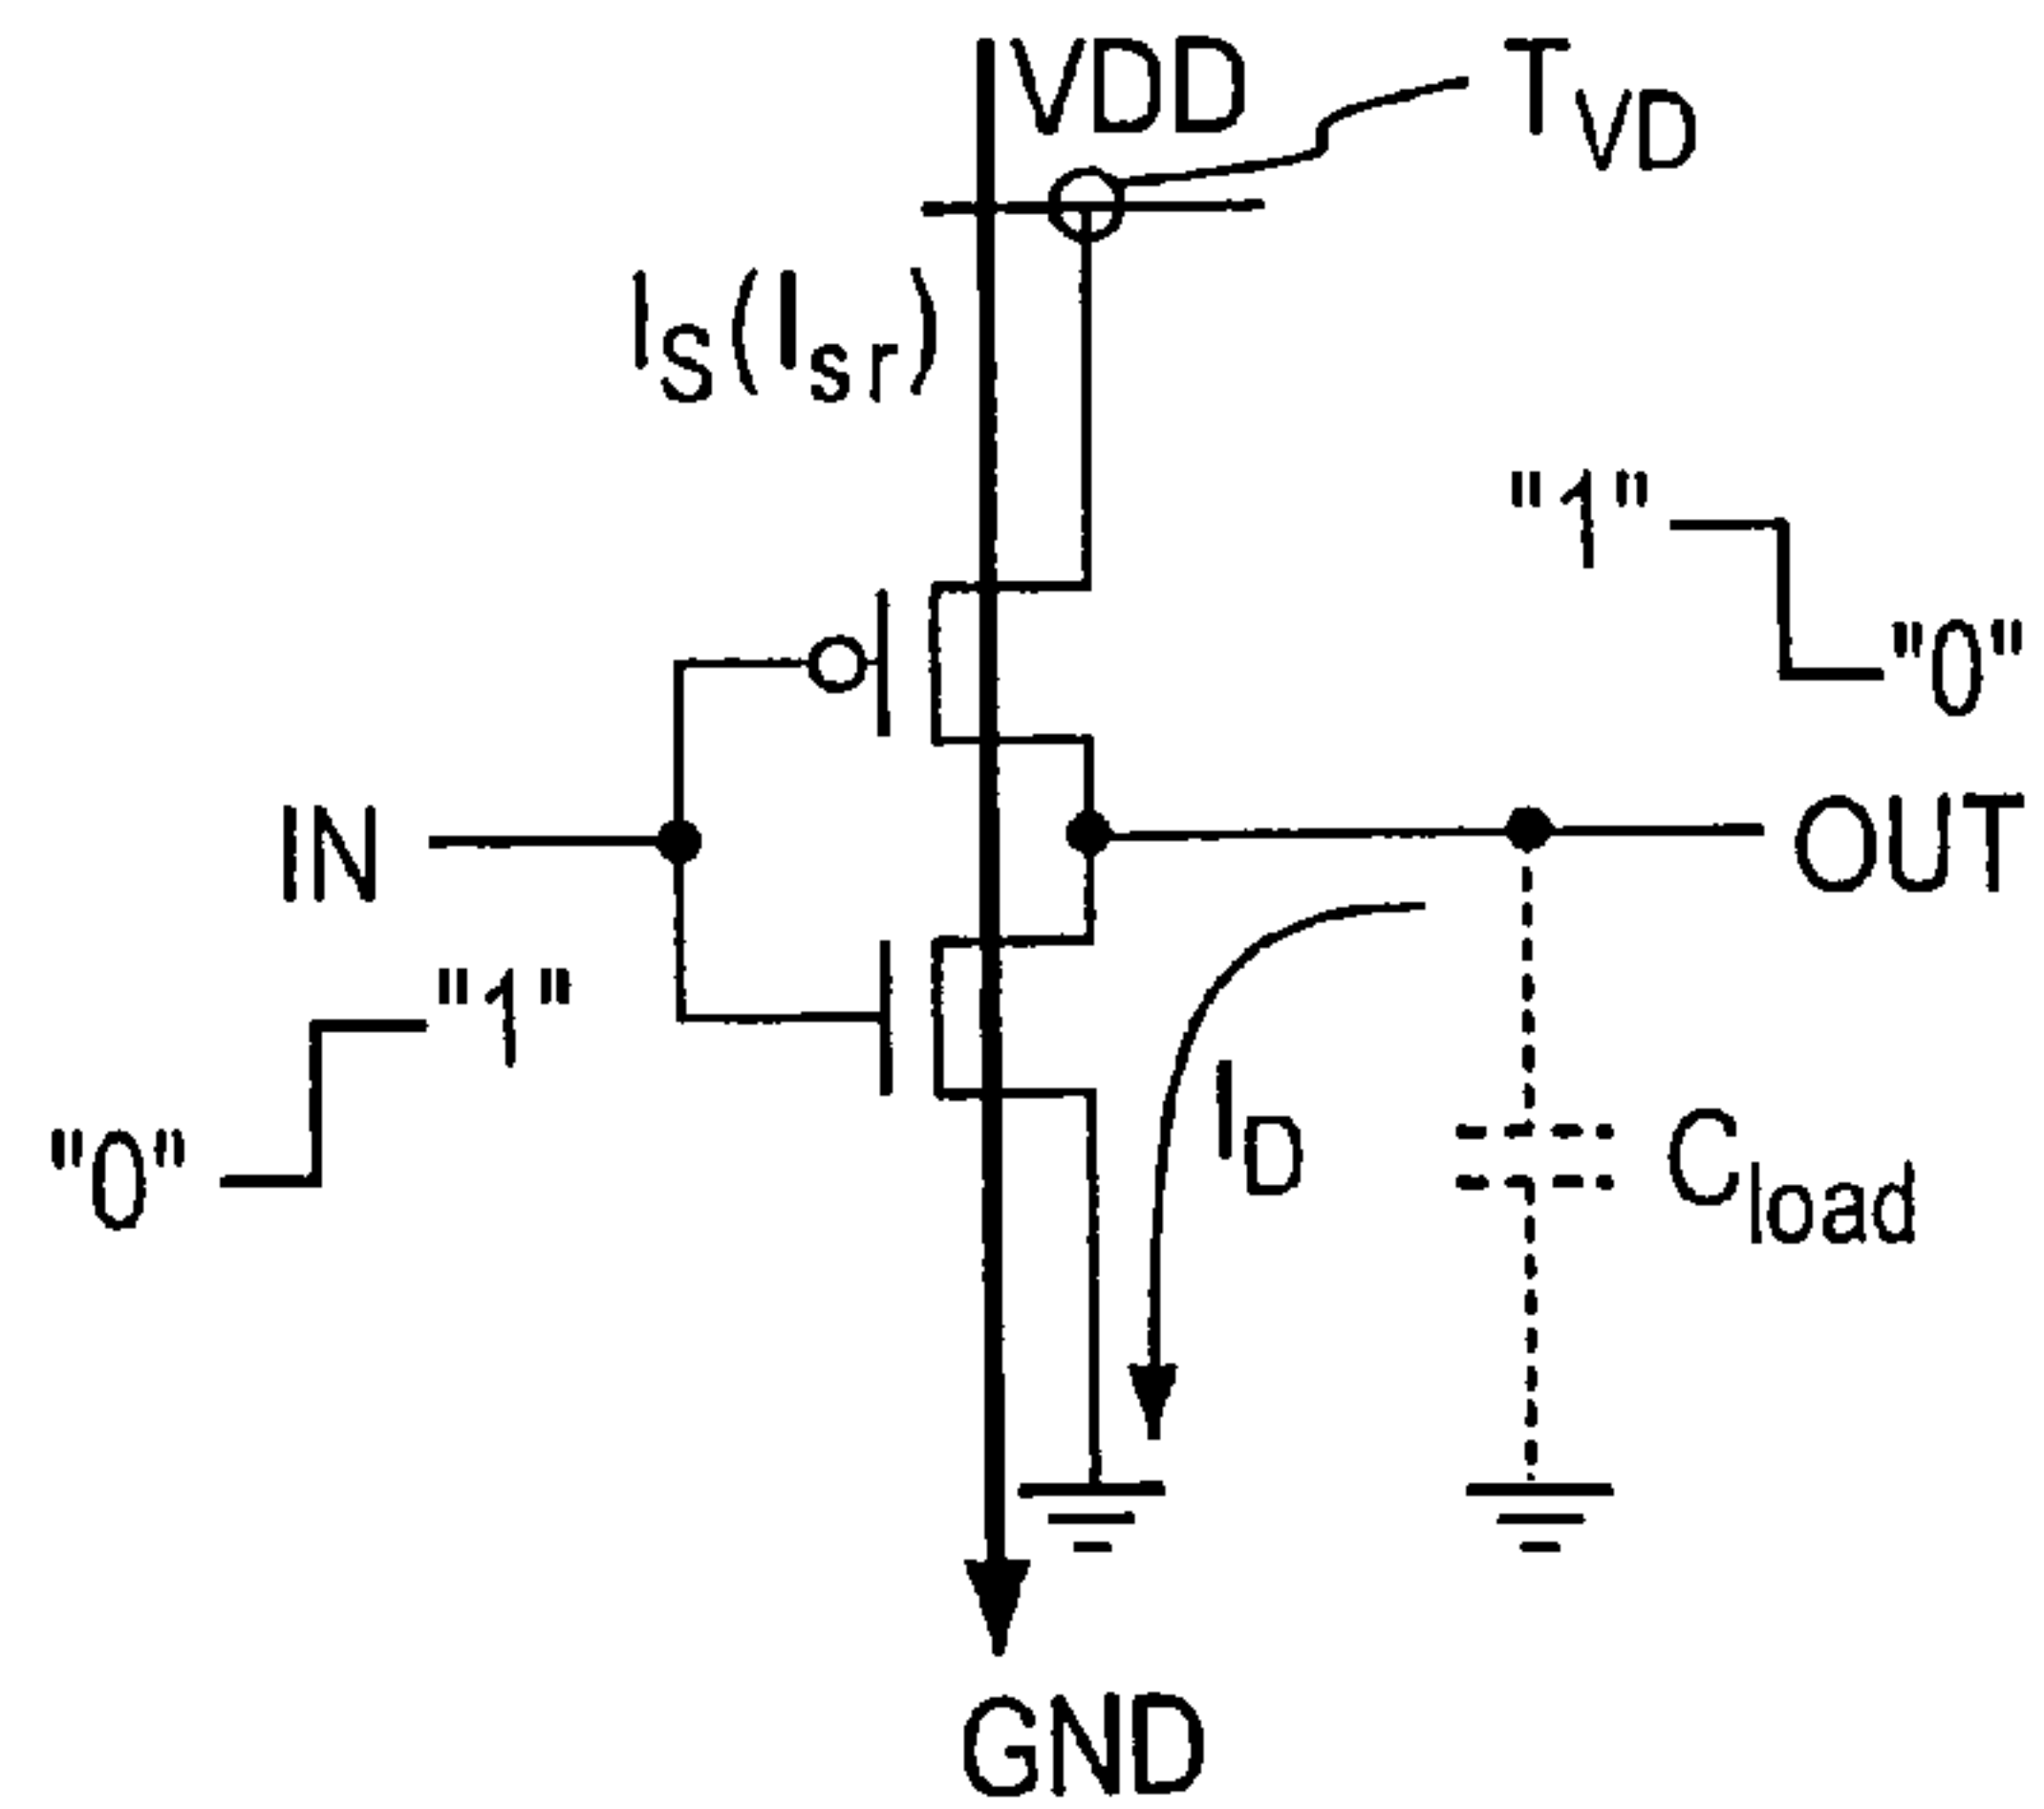 VDD
TVD
IS(Isr)
"1"
"0"
IN
OUT
"1"
"0"
ID
Cload
GND